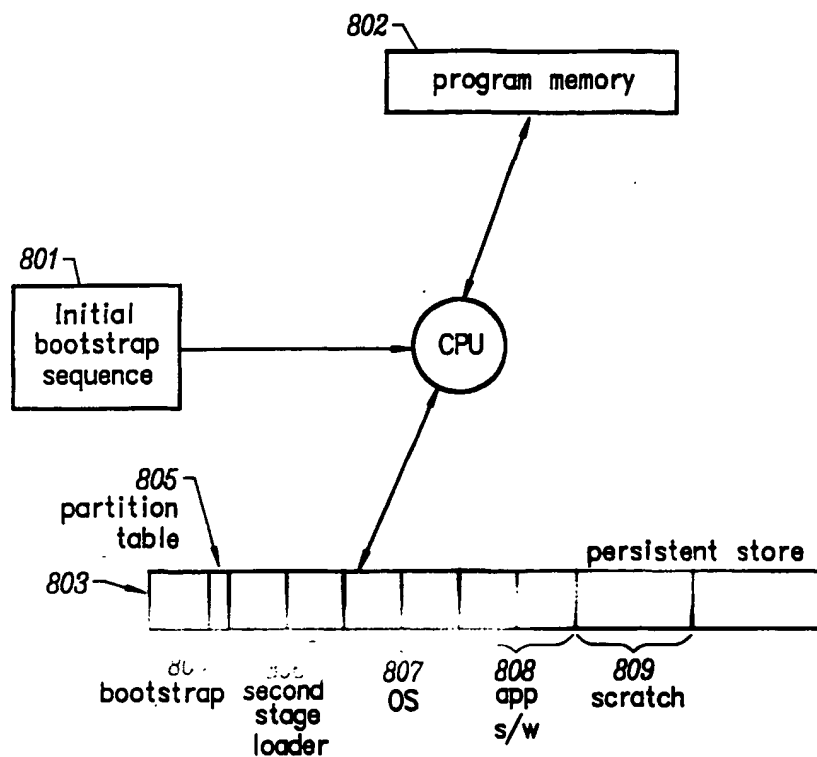 802
program memory
801
Initial
bootstrap
sequence
CPU
805
partition
table
persistent store
803
807
808
809
bootstrap
second
stage
loader
OS
app
s/w
scratch